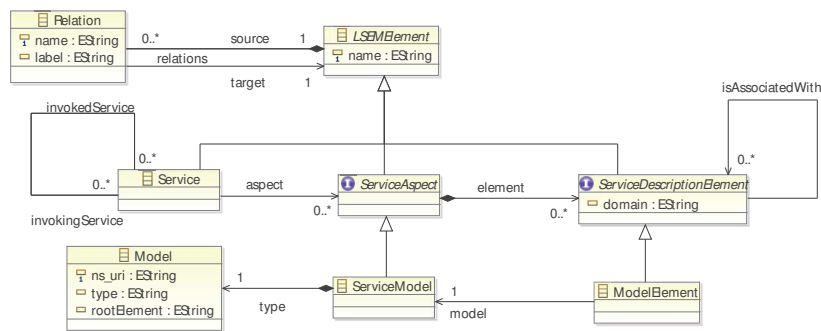 Relation
name : EString
label : EString
0..*
source
1
relations
target
1
LSEMElement
name : EString
isAssociatedWith
0..*
invokedService
0..*
0..*
invokingService
Service
aspect
0..*
ServiceAspect
element
0..*
ServiceDescriptionElement
domain : EString
Model
ns_uri : EString
type : EString
rootElement : EString
1
type
ServiceModel
1
model
ModelElement